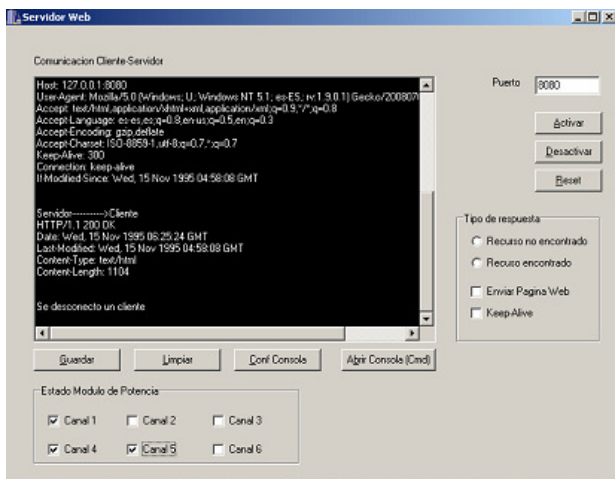 Servidor Web
Comunicacion Cliente-Servidor
Host: 127.0.0.1:8080
User-Agent: Mozilla/5.0 (Windows; U; Windows NT 5.1; es-ES; rv:1.9.0.1) Gecko/200807
Accept: text/html,application/xhtml+xml,application/xml;q=0.9,*/*;q=0.8
Accept-Language: es-es,es;q=0.8,en-us;q=0.5,en;q=0.3
Accept-Encoding: gzip,deflate
Accept-Charset: ISO-8859-1,utf-8;q=0.7,*;q=0.7
Keep-Alive: 300
Connection: keep-alive
If-Modified-Since: Wed, 15 Nov 1995 04:58:08 GMT
Servidor---------->Cliente
HTTP/1.1 200 OK
Date: Wed, 15 Nov 1995 06:25:24 GMT
Last-Modified: Wed, 15 Nov 1995 04:58:08 GMT
Content-Type: text/html
Content-Length: 1104
Se desconecto un cliente
Puerto 8080
Activar
Desactivar
Reset
Tipo de respuesta
Recurso no encontrado
Recuso encontrado
Enviar Pagina Web
Keep-Alive
Guardar Limpiar Conf Consola Abrir Consola (Cmd)
Estado Modulo de Potencia
Canal 1 Canal 2 Canal 3
Canal 4 Canal 5 Canal 6